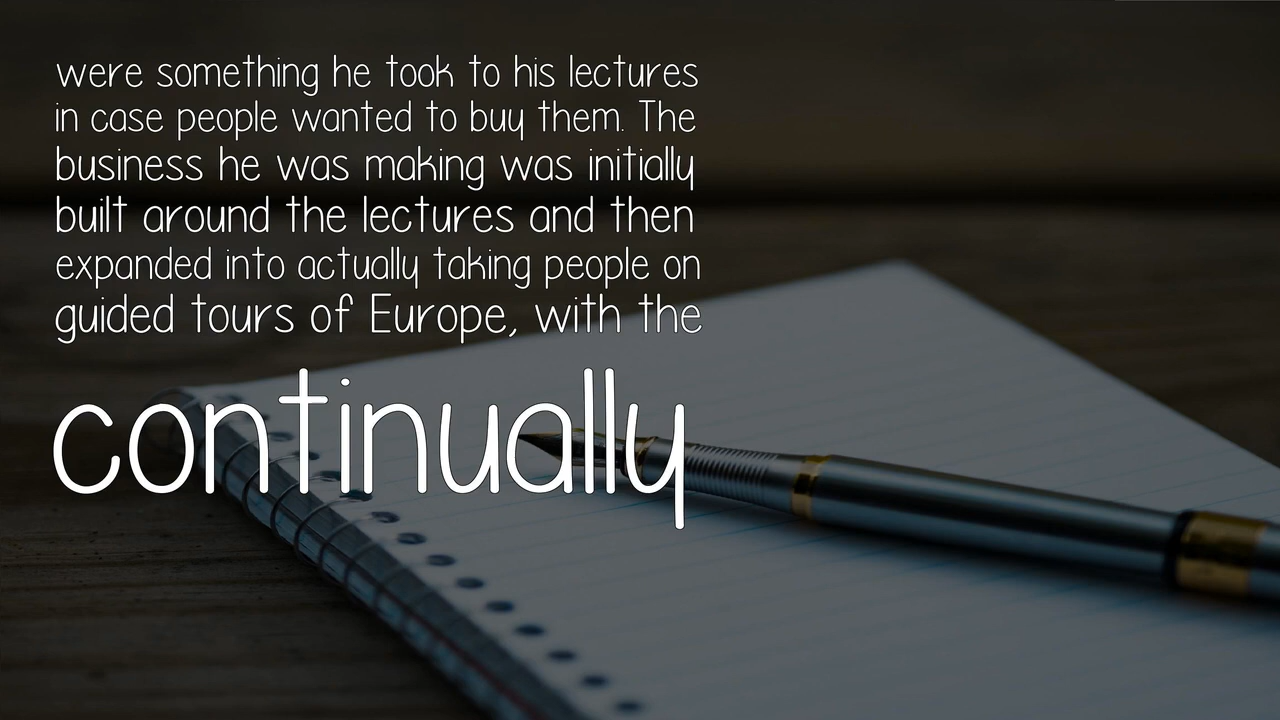 were something he took to his lectures
in case people wanted to buy them. The
business he was making was initially
built around the lectures and then
expanded into actually taking people on
guided tours of Europe, with the
continually